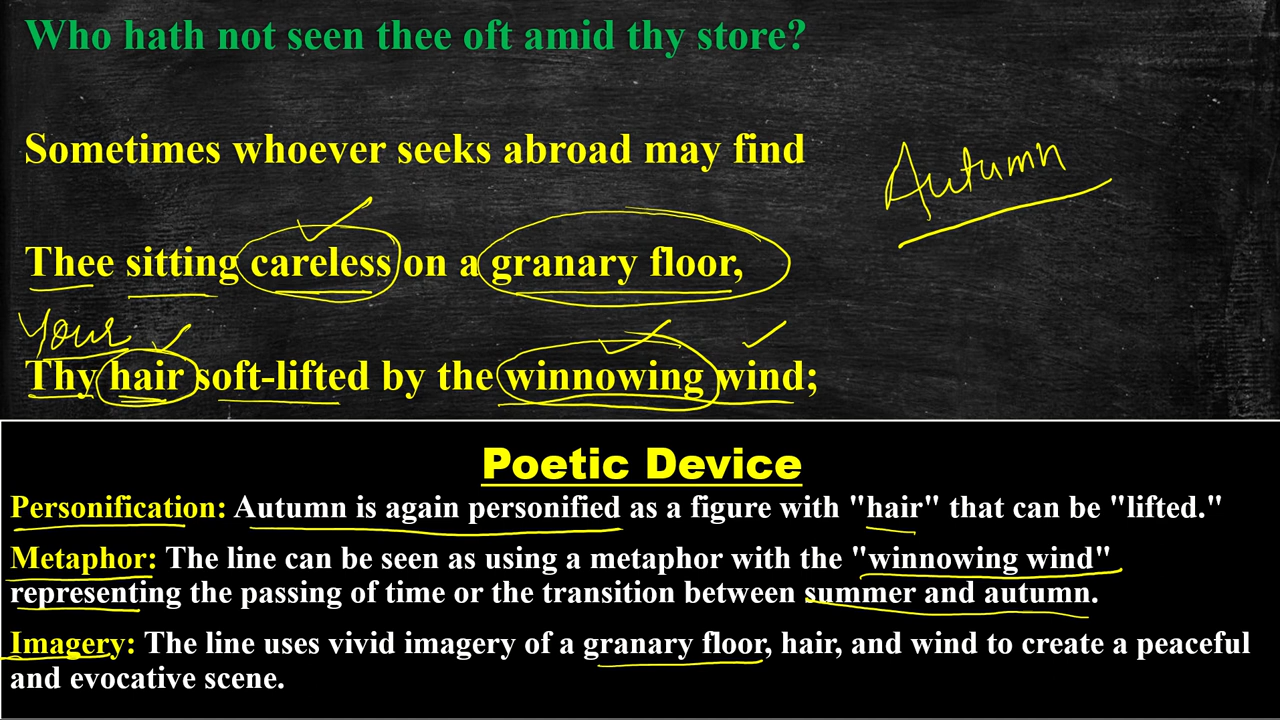 Who hath not seen thee oft amid thy store?
Sometimes whoever seeks abroad may find
Autumn
Thee sitting careless on a granary floor,
Your
Thy hair soft-lifted by the winnowing wind;
Poetic Device
Personification: Autumn is again personified as a figure with "hair" that can be "lifted."
Metaphor: The line can be seen as using a metaphor with the "winnowing wind"
representing the passing of time or the transition between summer and autumn.
Imagery: The line uses vivid imagery of a granary floor, hair, and wind to create a peaceful
and evocative scene.